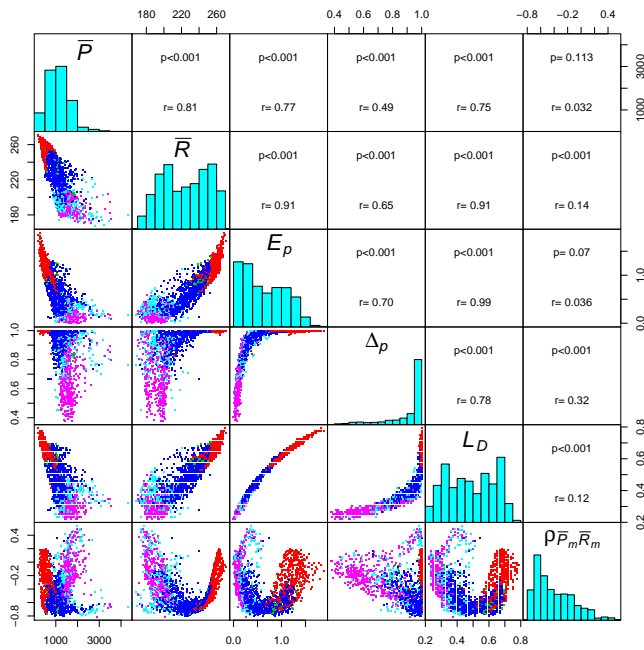 180 220 260 0.4 0.6 0.8 1.0 −0.8 −0.2 0.4
P̅ p<0.001 p<0.001 p<0.001 p<0.001 p= 0.113
r= 0.81 r= 0.77 r= 0.49 r= 0.75 r= 0.032
1000 3000
180 220 260
R̅ p<0.001 p<0.001 p<0.001 p<0.001
r= 0.91 r= 0.65 r= 0.91 r= 0.14
E_p p<0.001 p<0.001 p= 0.07
r= 0.70 r= 0.99 r= 0.036
0.0 1.0
0.4 0.6 0.8 1.0
Δ_p p<0.001 p<0.001
r= 0.78 r= 0.32
L_D p<0.001
r= 0.12
0.2 0.4 0.6 0.8
−0.8 −0.2 0.4
ρ_P̅_m R̅_m
1000 3000 0.0 1.0 0.2 0.4 0.6 0.8